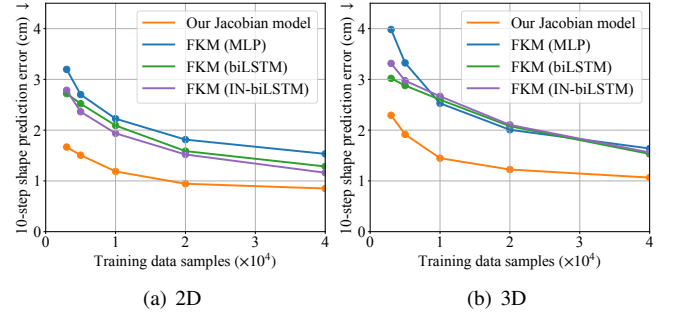 10-step shape prediction error (cm) ↓
4
3
2
1
0
Our Jacobian model
FKM (MLP)
FKM (biLSTM)
FKM (IN-biLSTM)
0 1 2 3 4
Training data samples (×10⁴)
(a) 2D
10-step shape prediction error (cm) ↓
4
3
2
1
0
Our Jacobian model
FKM (MLP)
FKM (biLSTM)
FKM (IN-biLSTM)
0 1 2 3 4
Training data samples (×10⁴)
(b) 3D